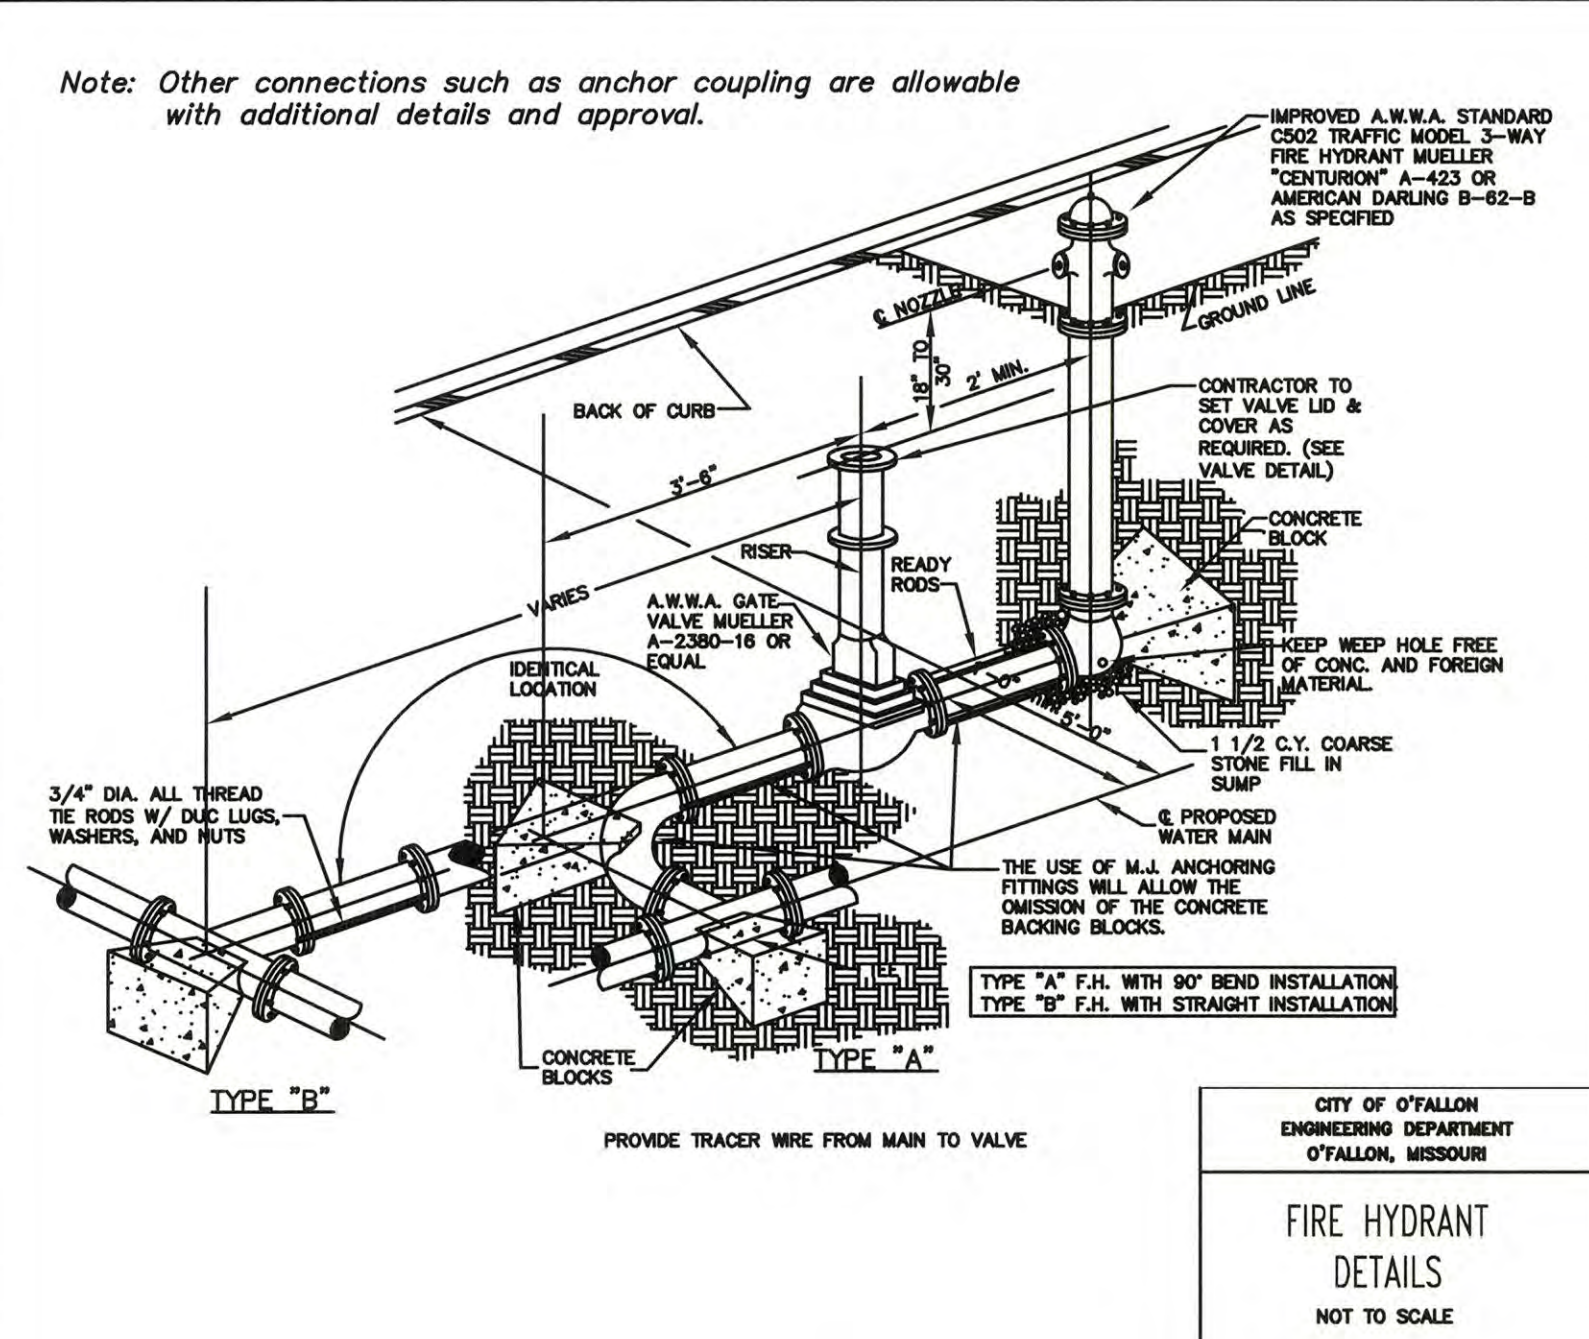 Note: Other connections such as anchor coupling are allowable
with additional details and approval.
IMPROVED A.W.W.A. STANDARD
C502 TRAFFIC MODEL 3-WAY
FIRE HYDRANT MUELLER
"CENTURION" A-423 OR
AMERICAN DARLING B-62-B
AS SPECIFIED
℄ NOZZLE
GROUND LINE
18" TO
30"
2' MIN.
BACK OF CURB
CONTRACTOR TO
SET VALVE LID &
COVER AS
REQUIRED. (SEE
VALVE DETAIL)
3'-6"
CONCRETE
BLOCK
RISER
READY
RODS
VARIES
A.W.W.A. GATE
VALVE MUELLER
A-2380-16 OR
EQUAL
KEEP WEEP HOLE FREE
OF CONC. AND FOREIGN
MATERIAL.
IDENTICAL
LOCATION
5'-0"
1 1/2 C.Y. COARSE
STONE FILL IN
SUMP
3/4" DIA. ALL THREAD
TIE RODS W/ DUC LUGS,
WASHERS, AND NUTS
℄ PROPOSED
WATER MAIN
THE USE OF M.J. ANCHORING
FITTINGS WILL ALLOW THE
OMISSION OF THE CONCRETE
BACKING BLOCKS.
TYPE "A" F.H. WITH 90° BEND INSTALLATION.
TYPE "B" F.H. WITH STRAIGHT INSTALLATION.
CONCRETE
BLOCKS
TYPE "A"
TYPE "B"
PROVIDE TRACER WIRE FROM MAIN TO VALVE
CITY OF O'FALLON
ENGINEERING DEPARTMENT
O'FALLON, MISSOURI
FIRE HYDRANT
DETAILS
NOT TO SCALE